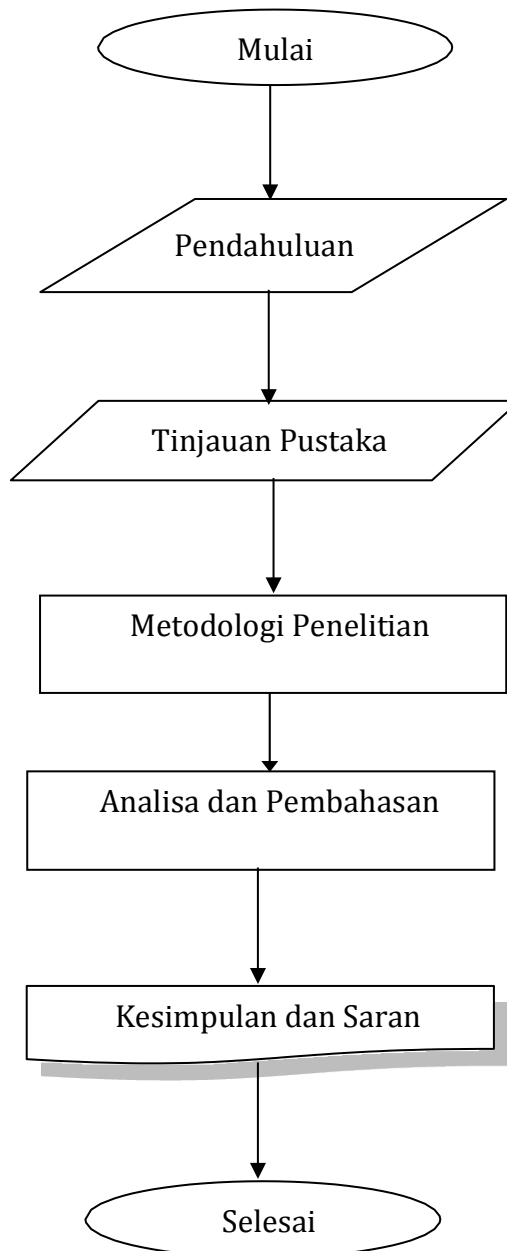 Mulai
Pendahuluan
Tinjauan Pustaka
Metodologi Penelitian
Analisa dan Pembahasan
Kesimpulan dan Saran
Selesai